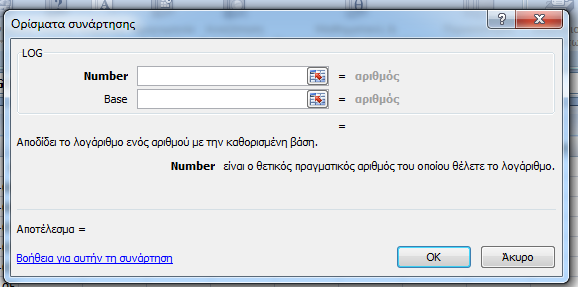 Ορίσματα συνάρτησης
LOG
Number = αριθμός
Base = αριθμός
=
Αποδίδει το λογάριθμο ενός αριθμού με την καθορισμένη βάση.
Number είναι ο θετικός πραγματικός αριθμός του οποίου θέλετε το λογάριθμο.
Αποτέλεσμα =
Βοήθεια για αυτήν τη συνάρτηση
OK
Άκυρο